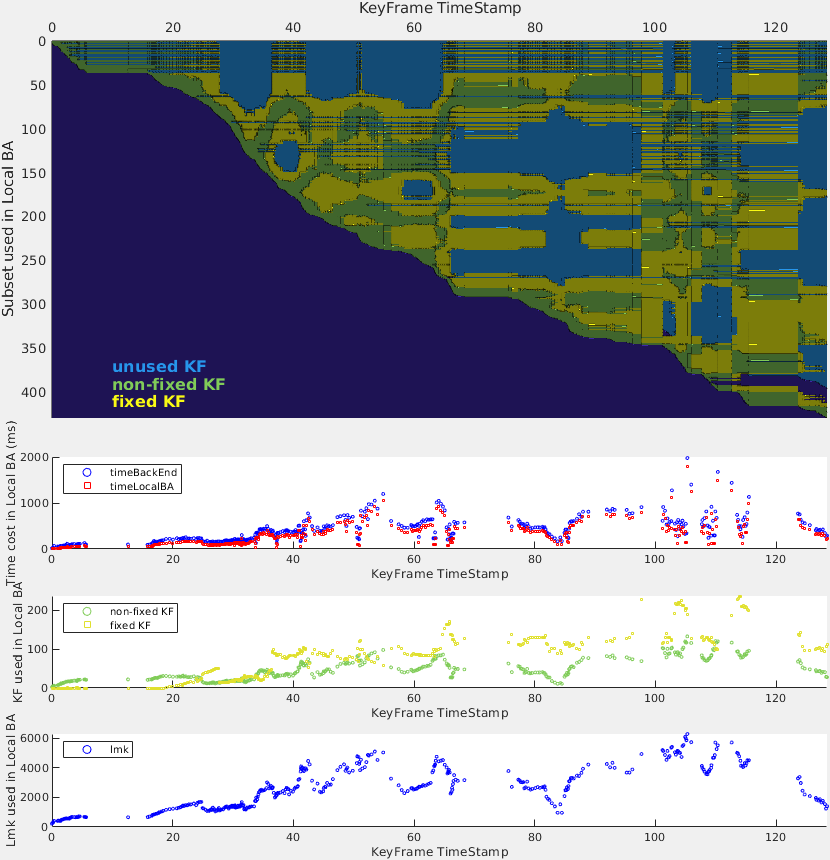 KeyFrame TimeStamp
0 20 40 60 80 100 120
0
50
100
150
200
250
300
350
400
Subset used in Local BA
unused KF
non-fixed KF
fixed KF
Time cost in Local BA (ms)
2000
1000
0
timeBackEnd
timeLocalBA
0 20 40 60 80 100 120
KeyFrame TimeStamp
KF used in Local BA
200
100
0
non-fixed KF
fixed KF
0 20 40 60 80 100 120
KeyFrame TimeStamp
Lmk used in Local BA
6000
4000
2000
0
lmk
0 20 40 60 80 100 120
KeyFrame TimeStamp